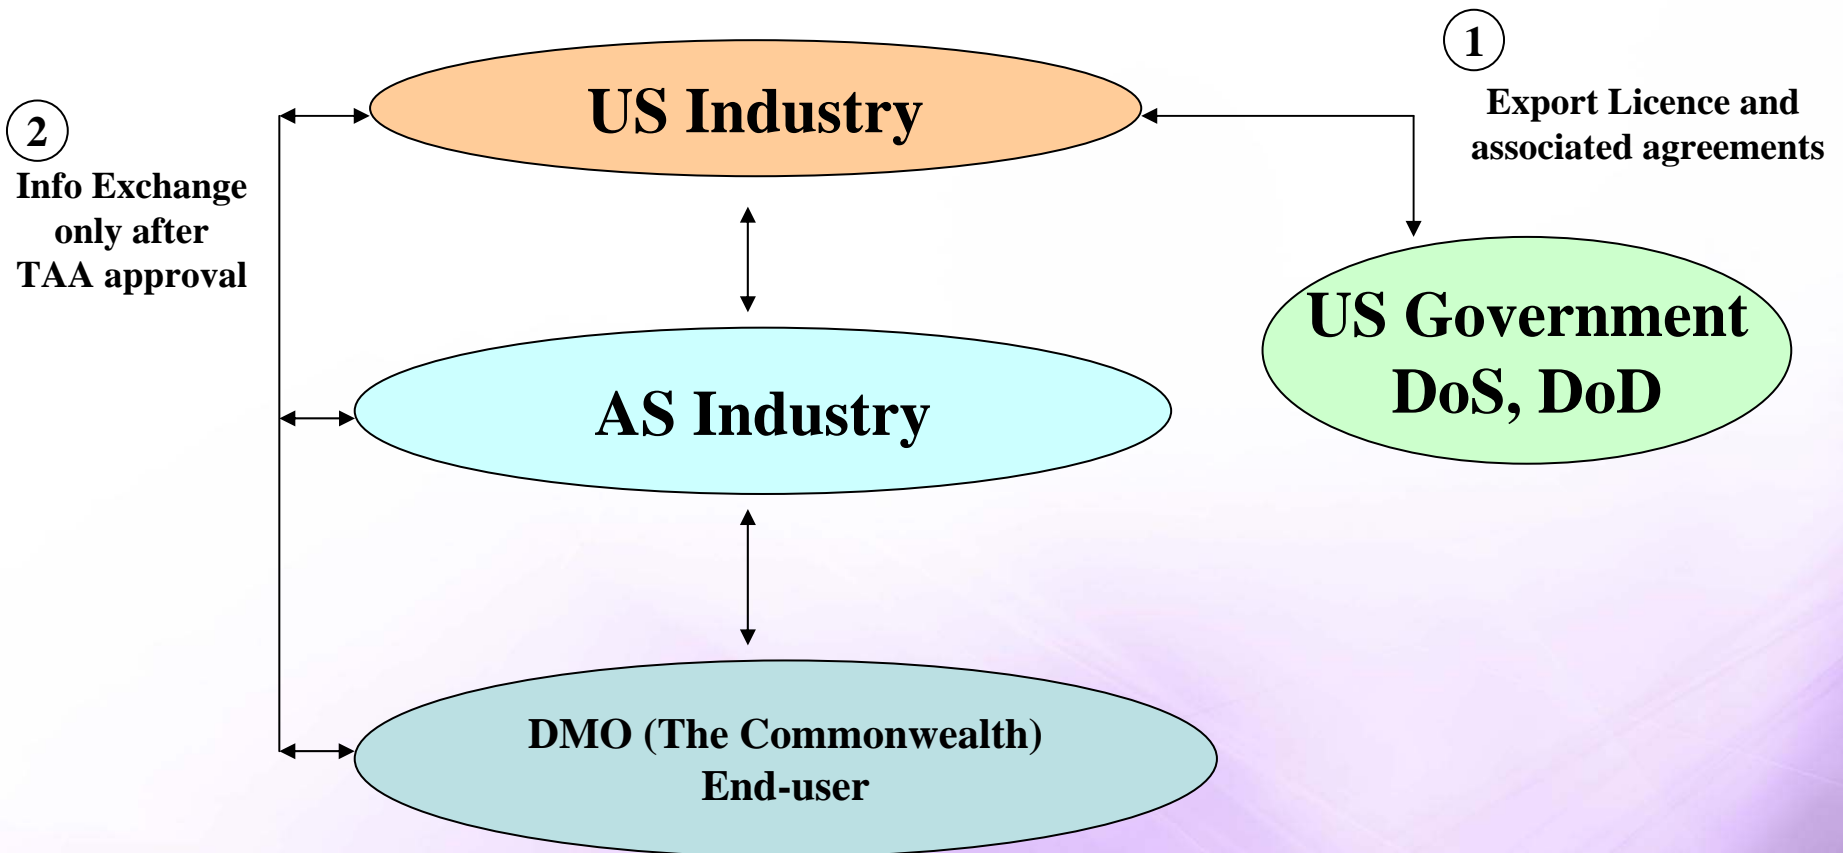 1
Export Licence and
associated agreements
US Industry
2
Info Exchange
only after
TAA approval
US Government
DoS, DoD
AS Industry
DMO (The Commonwealth)
End-user